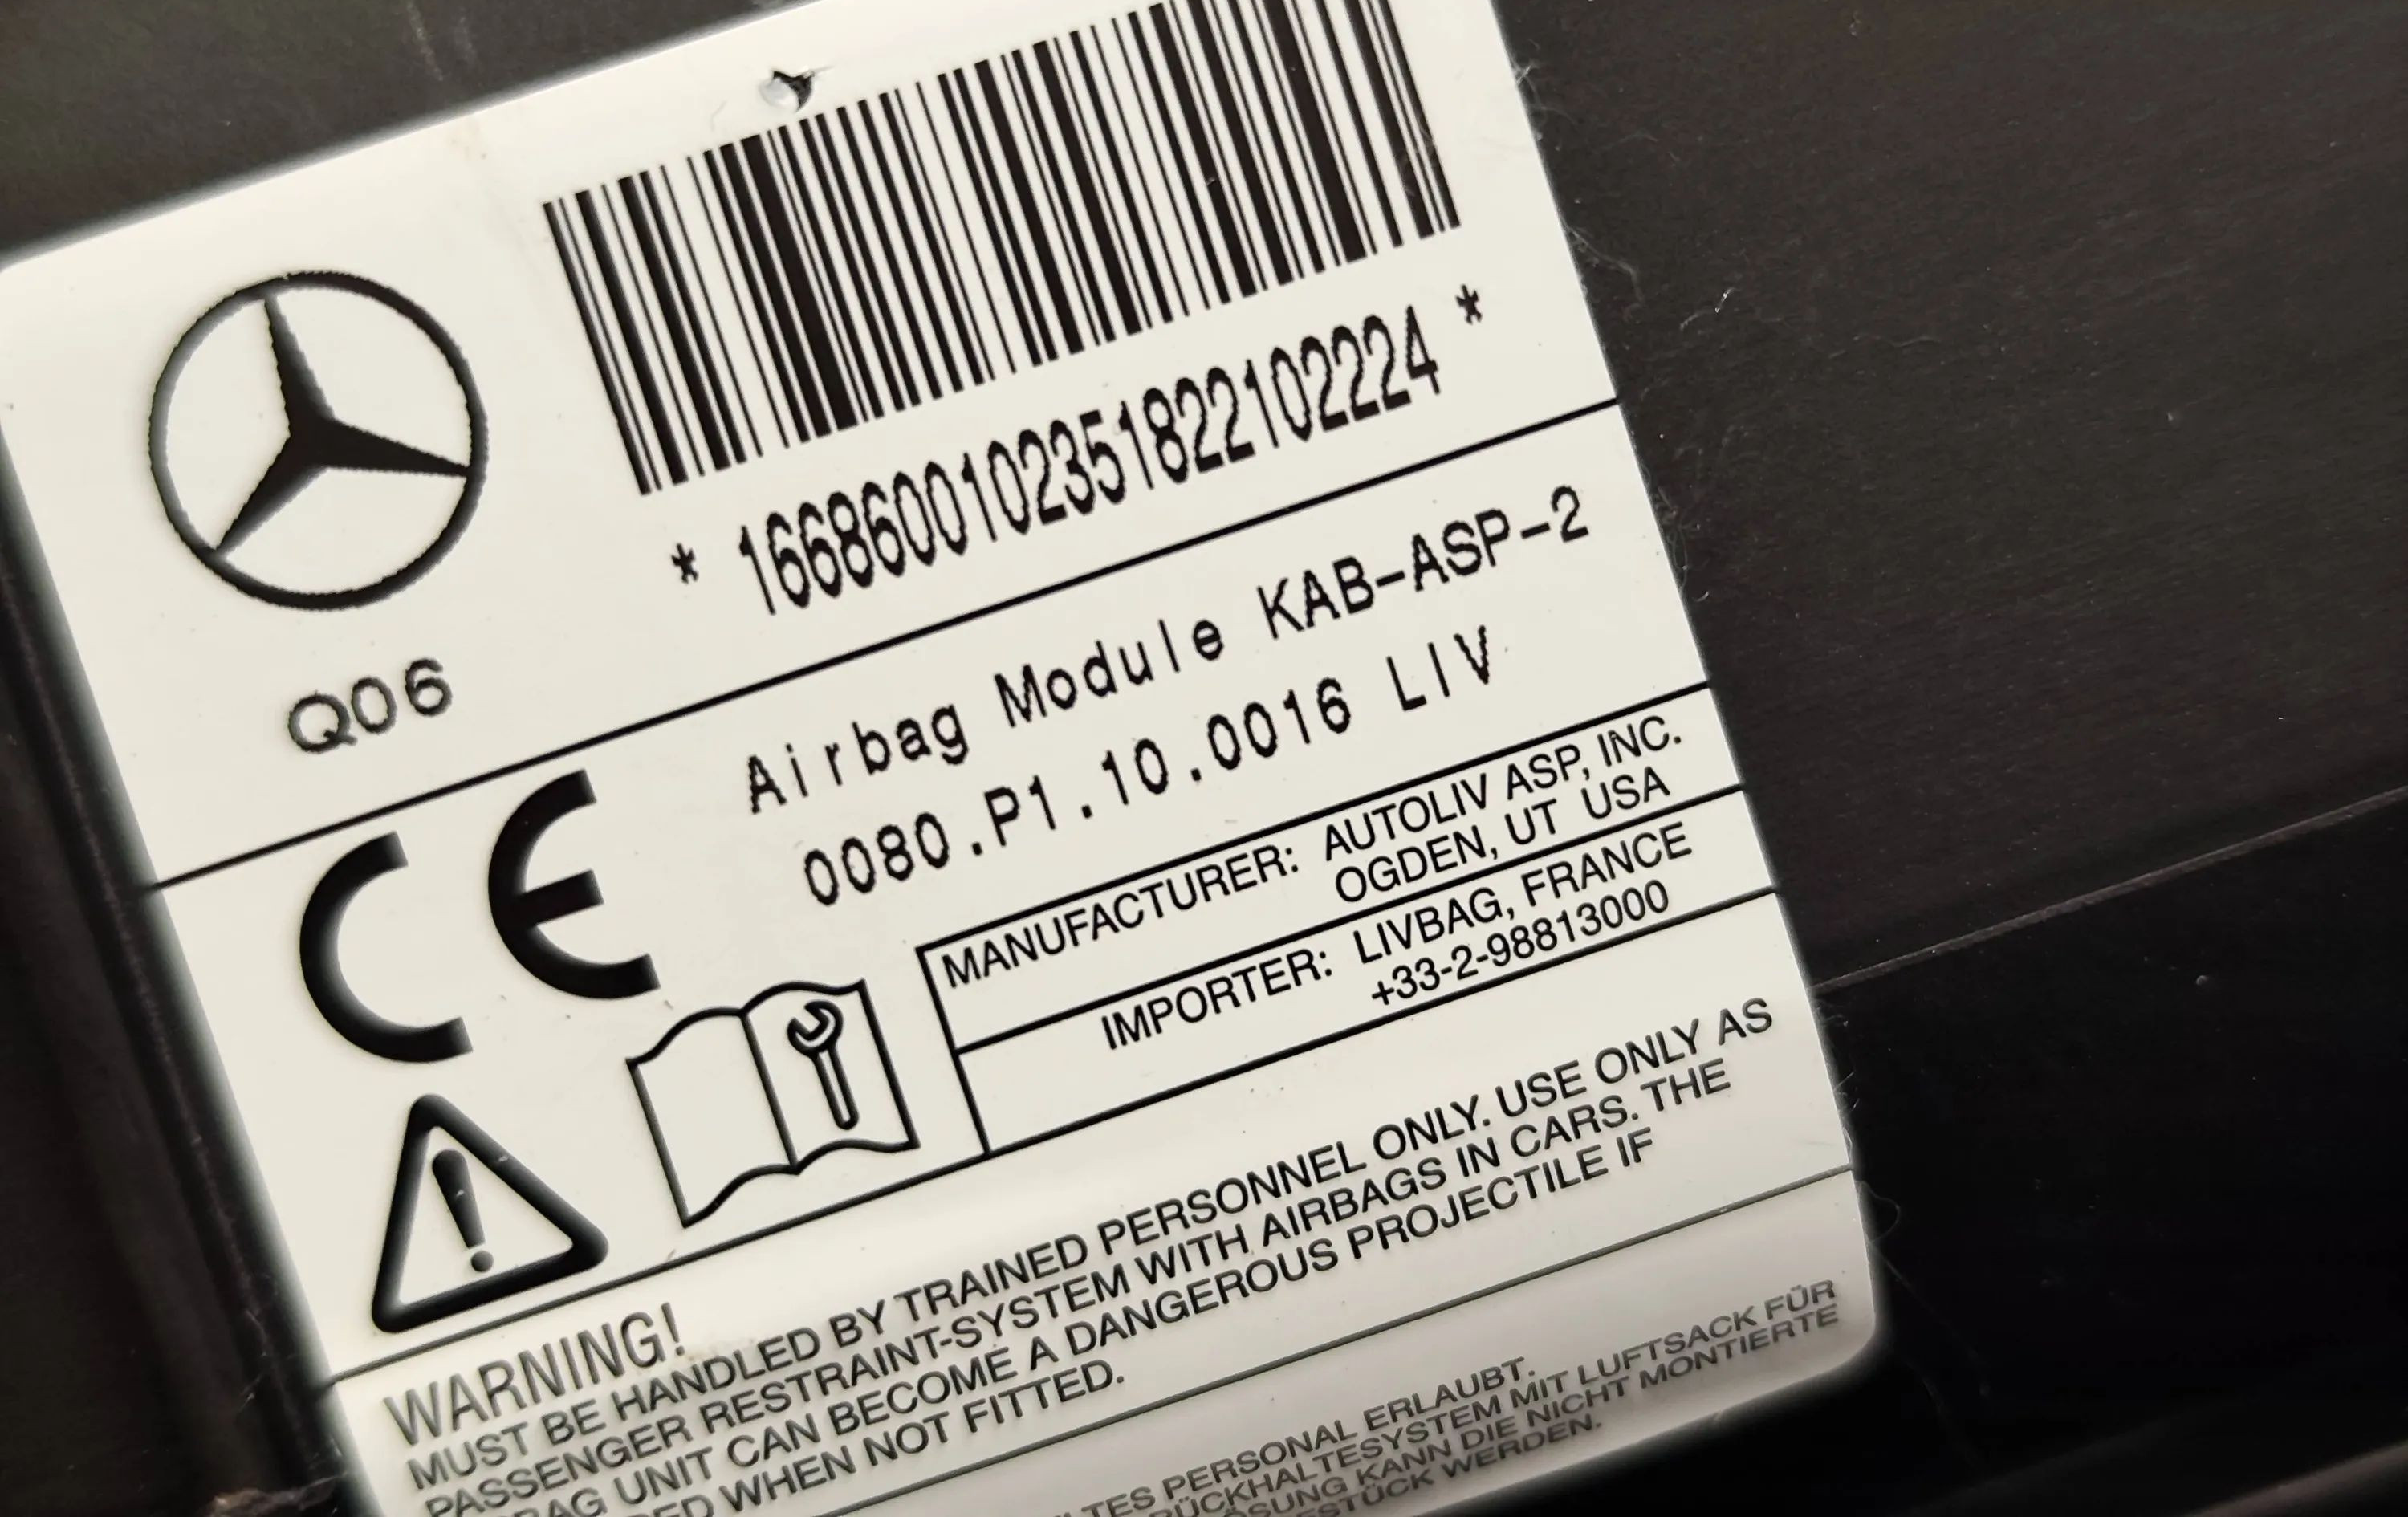 * 166860010235182210​2224 *
Q06
Airbag Module KAB-ASP-2
0080.P1.10.0016 LIV
CE
MANUFACTURER: AUTOLIV ASP, INC.
OGDEN, UT USA
IMPORTER: LIVBAG, FRANCE
+33-2-98813000
WARNING!
MUST BE HANDLED BY TRAINED PERSONNEL ONLY. USE ONLY AS
PASSENGER RESTRAINT-SYSTEM WITH AIRBAGS IN CARS. THE
UNIT CAN BECOME A DANGEROUS PROJECTILE IF
WHEN NOT FITTED.
PERSONAL ERLAUBT.
MIT LUFTSACK FÜR
KANN DIE NICHT MONTIERTE
WERDEN.